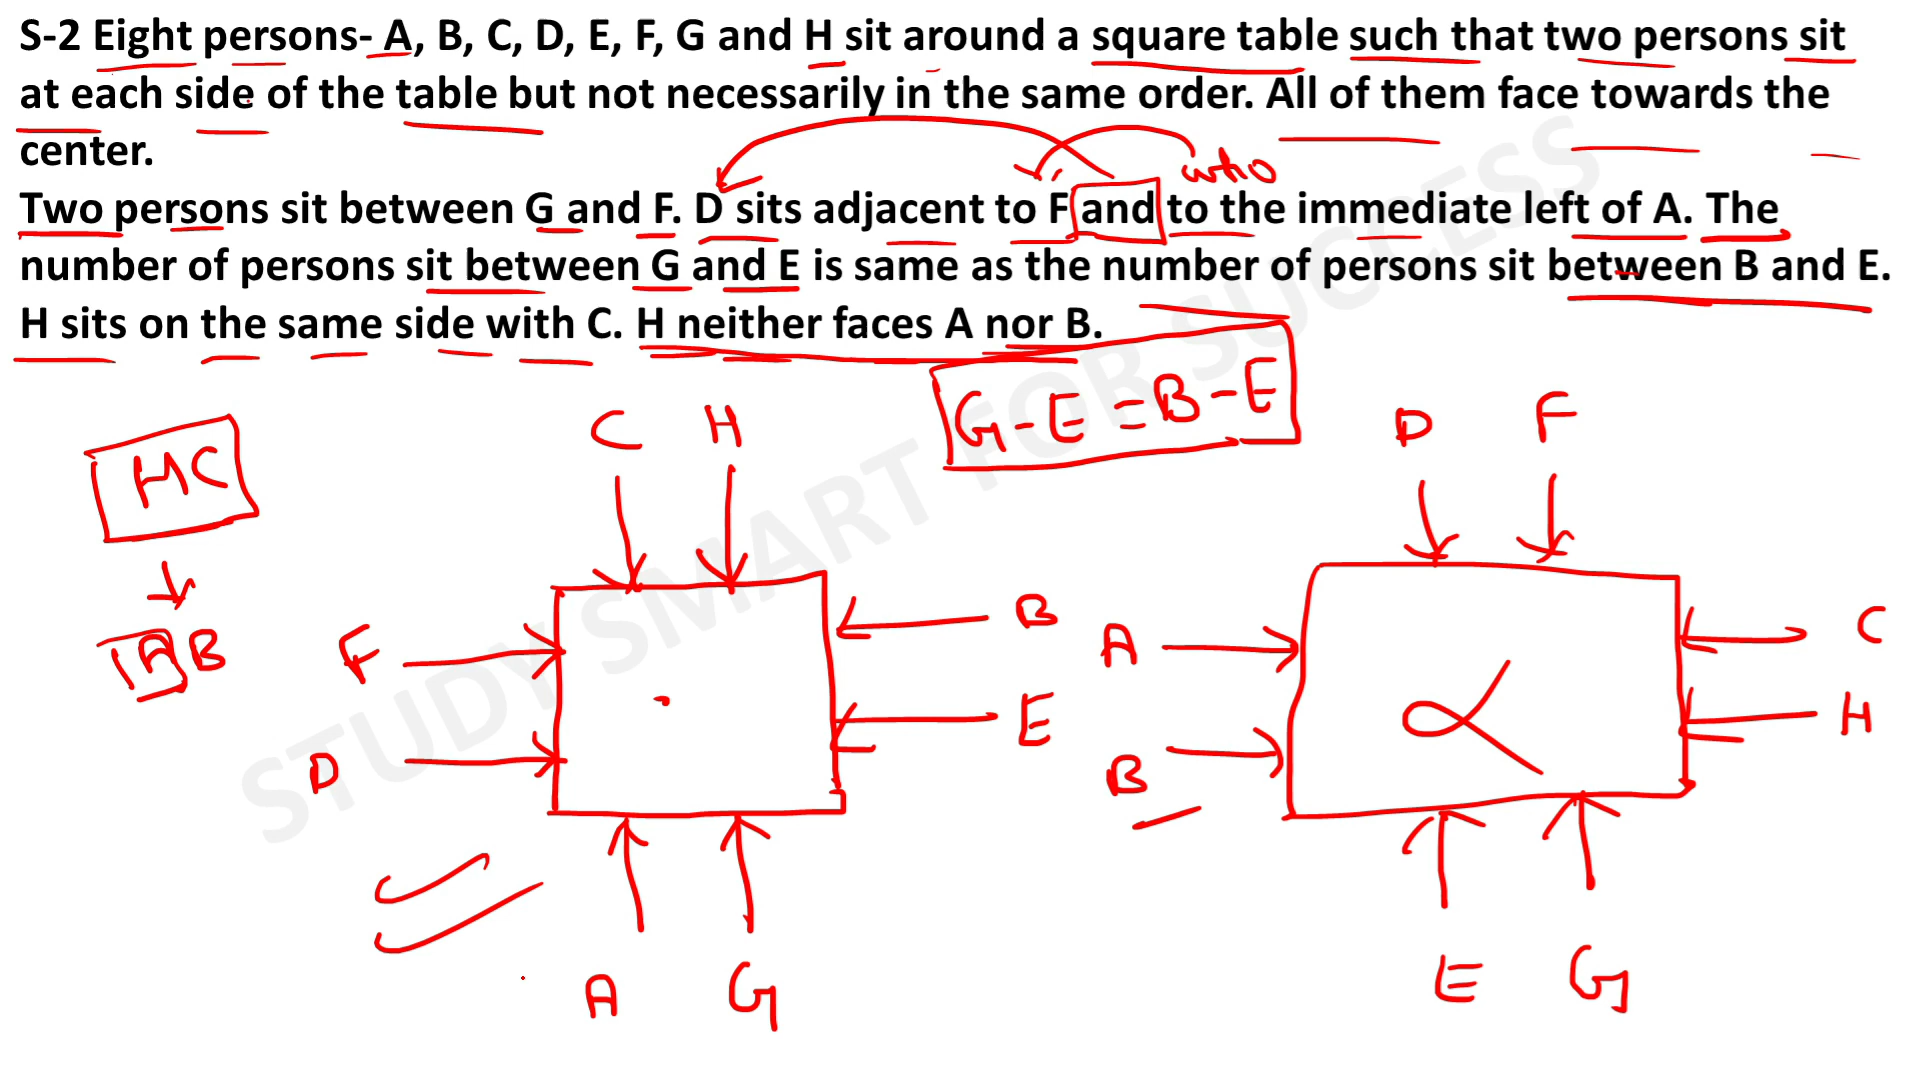 S-2 Eight persons- A, B, C, D, E, F, G and H sit around a square table such that two persons sit
at each side of the table but not necessarily in the same order. All of them face towards the
center.
who
Two persons sit between G and F. D sits adjacent to F and to the immediate left of A. The
number of persons sit between G and E is same as the number of persons sit between B and E.
H sits on the same side with C. H neither faces A nor B.
G-E=B-E
STUDY SMART FOR SUCCESS
HC
AB
C H
F B
D E
A G
D F
A C
B H
E G